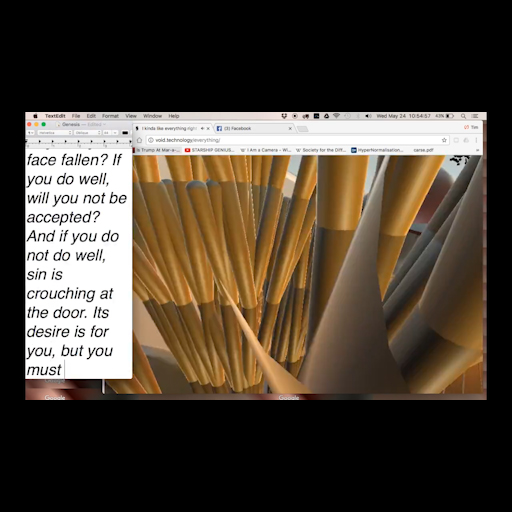 TextEdit File Edit Format View Window Help
Wed May 24 10:54:57
Genesis — Edited
I kinda like everything righ
(3) Facebook
void.technology/everything/
Trump At Mar-a-...
STARSHIP GENIUS...
I Am a Camera – Wi...
Society for the Diff...
HyperNormalisation...
carse.pdf
face fallen? If
you do well,
will you not be
accepted?
And if you do
not do well,
sin is
crouching at
the door. Its
desire is for
you, but you
must
Google
Google